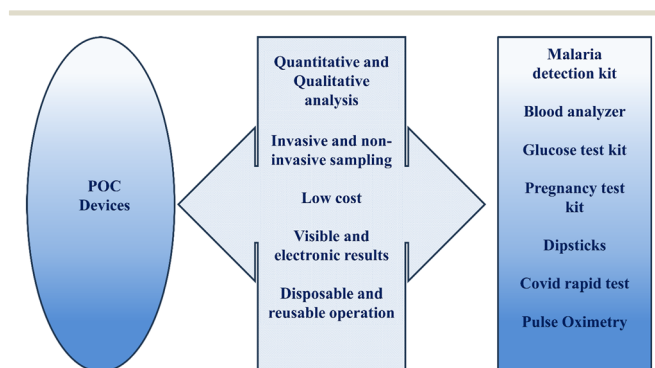 POC
Devices
Quantitative and
Qualitative
analysis
Invasive and non-
invasive sampling
Low cost
Visible and
electronic results
Disposable and
reusable operation
Malaria
detection kit
Blood analyzer
Glucose test kit
Pregnancy test
kit
Dipsticks
Covid rapid test
Pulse Oximetry